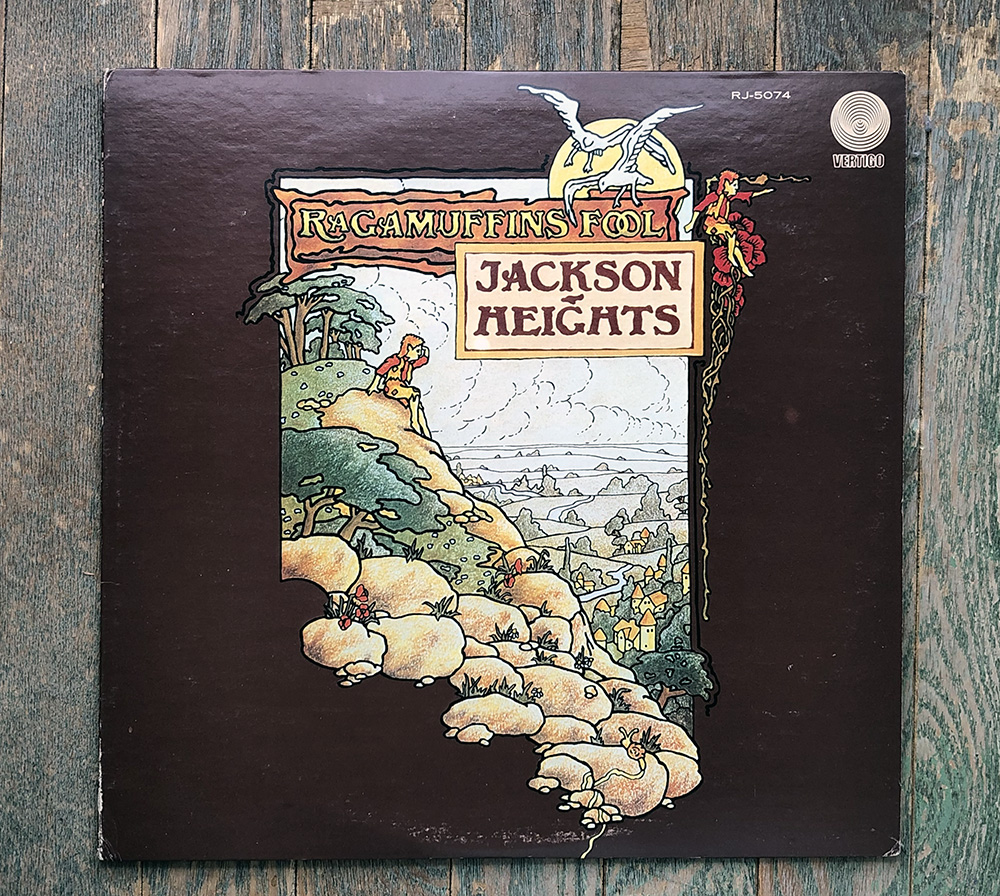 RJ-5074
VERTIGO
RAGAMUFFINS FOOL
JACKSON
HEIGHTS